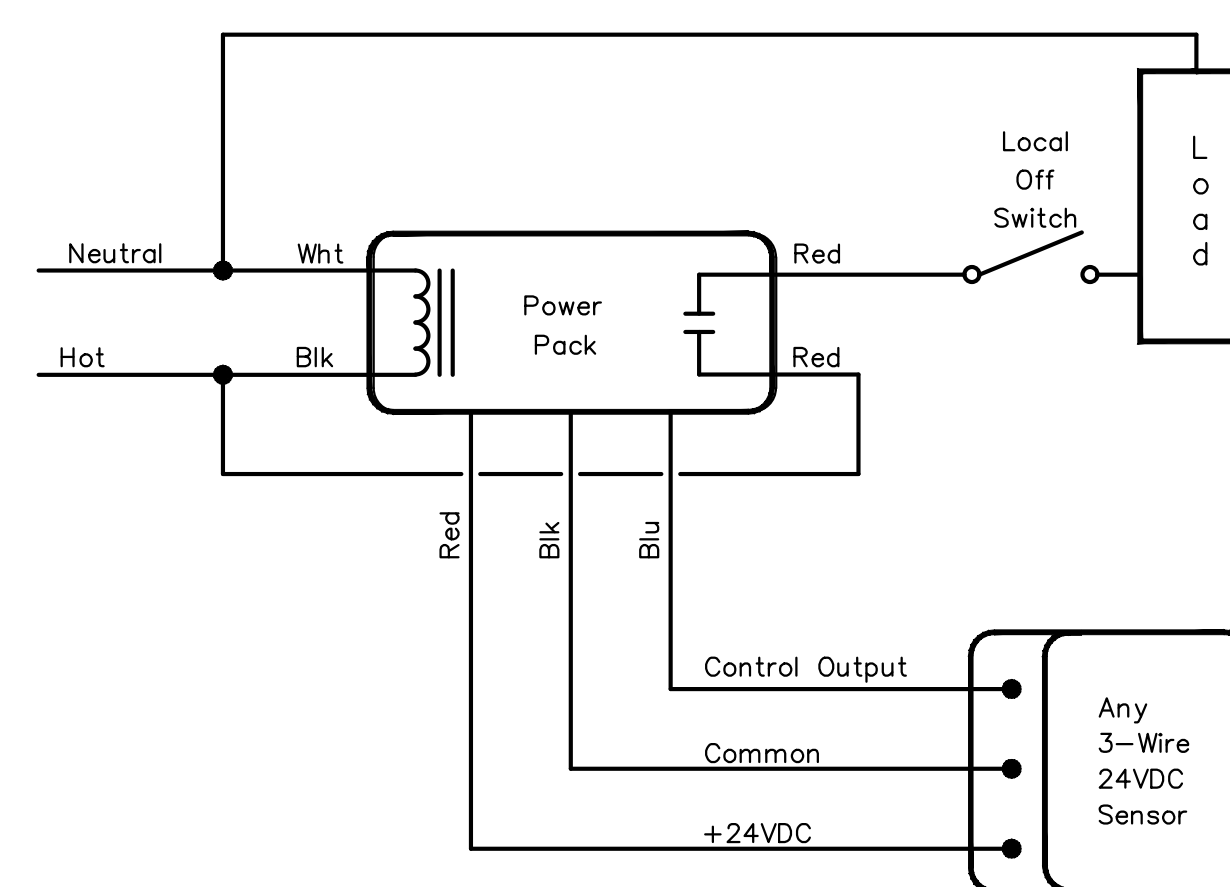 Local
Off
Switch
L
o
a
d
Neutral
Wht
Red
Power
Pack
Hot
Blk
Red
Red
Blk
Blu
Control Output
Common
+24VDC
Any
3-Wire
24VDC
Sensor